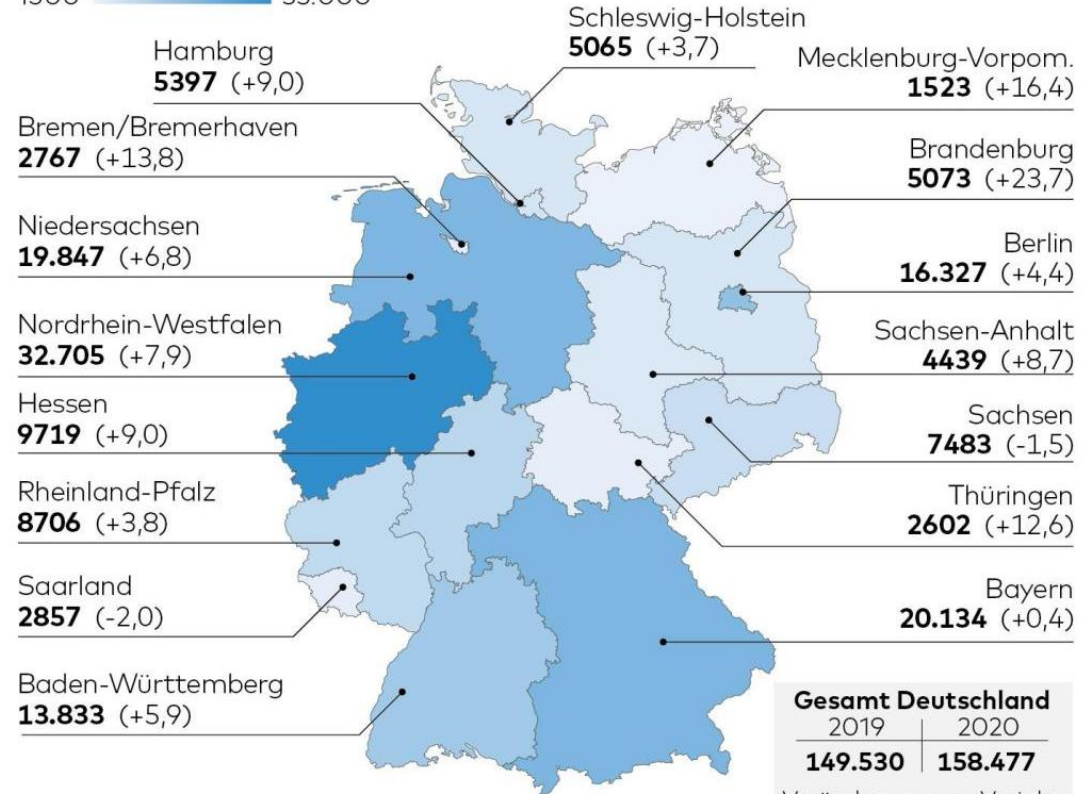 Schleswig-Holstein
5065 (+3,7)
Hamburg
5397 (+9,0)
Mecklenburg-Vorpom.
1523 (+16,4)
Bremen/Bremerhaven
2767 (+13,8)
Brandenburg
5073 (+23,7)
Niedersachsen
19.847 (+6,8)
Berlin
16.327 (+4,4)
Nordrhein-Westfalen
32.705 (+7,9)
Sachsen-Anhalt
4439 (+8,7)
Hessen
9719 (+9,0)
Sachsen
7483 (-1,5)
Rheinland-Pfalz
8706 (+3,8)
Thüringen
2602 (+12,6)
Saarland
2857 (-2,0)
Bayern
20.134 (+0,4)
Baden-Württemberg
13.833 (+5,9)
Gesamt Deutschland
2019 2020
149.530 158.477